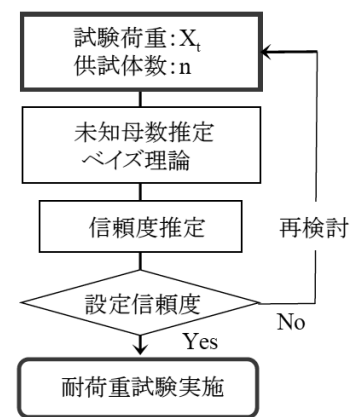 試験荷重:Xt
供試体数:n
未知母数推定
ベイズ理論
信頼度推定
再検討
設定信頼度
No
Yes
耐荷重試験実施